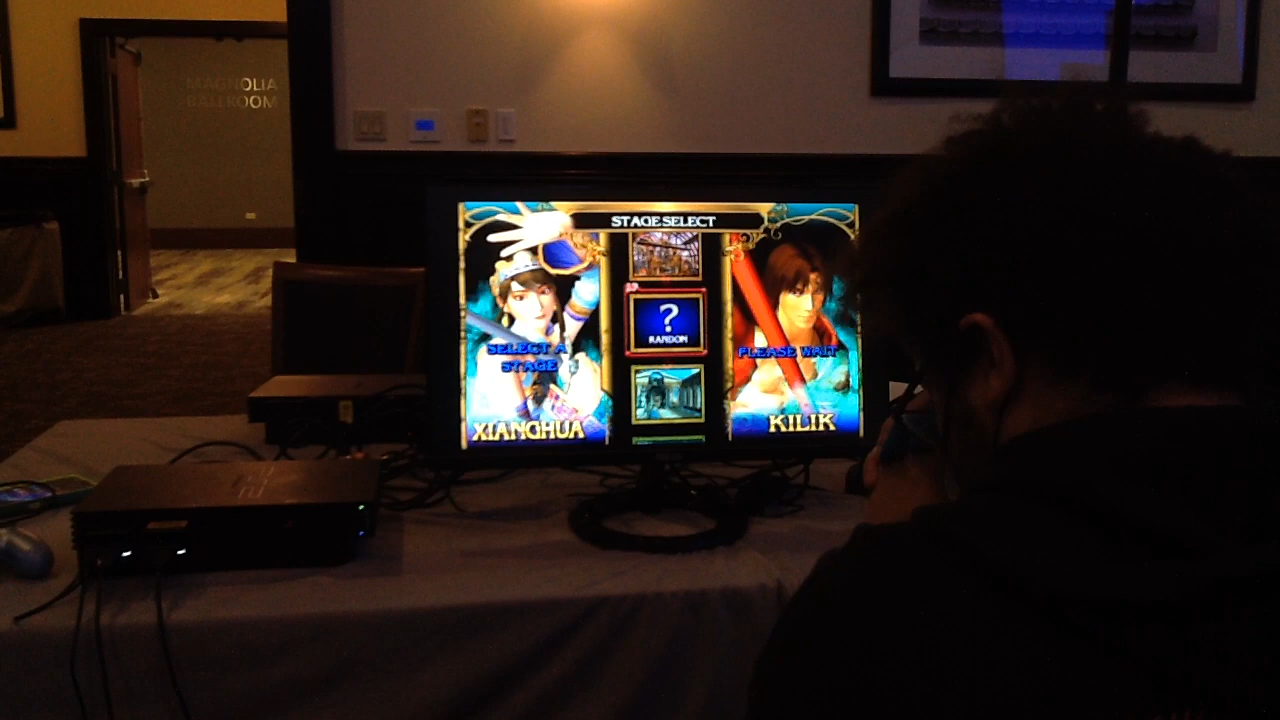 MAGNOLIA
BALLROOM
STAGE SELECT
SELECT A
STAGE
?
RANDOM
PLEASE WAIT
XIANGHUA
KILIK